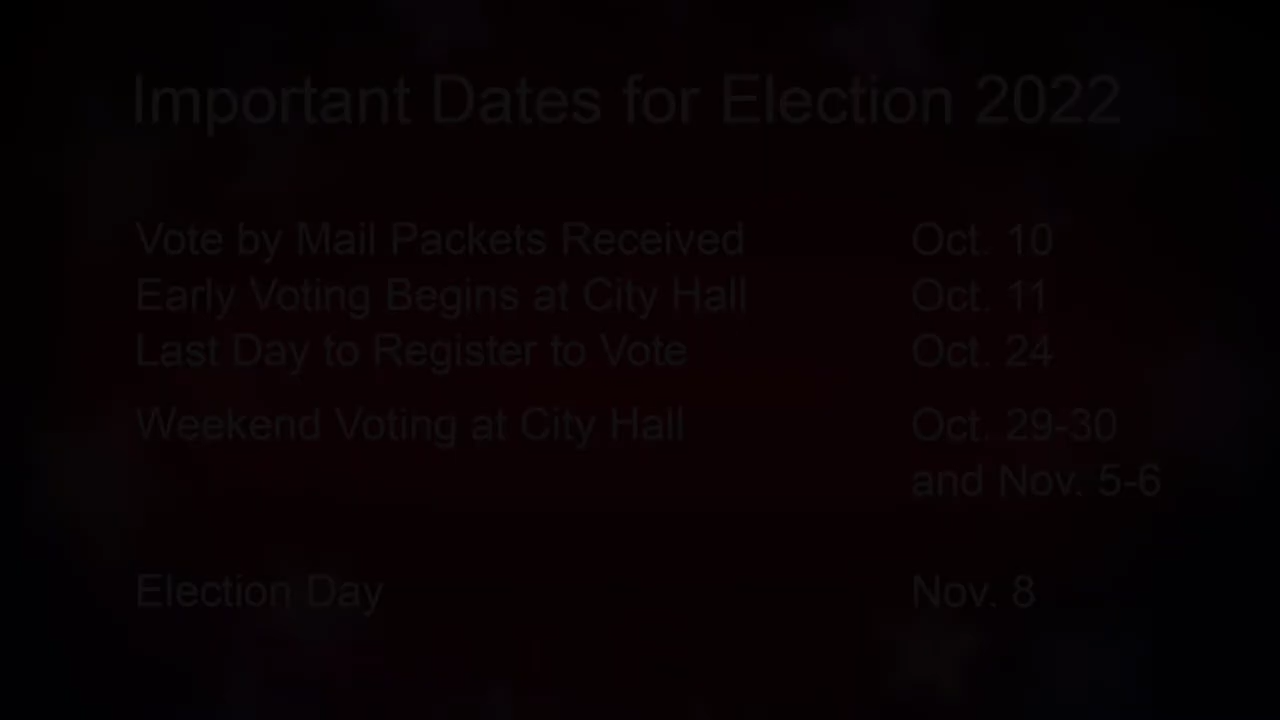 Important Dates for Election 2022
Vote by Mail Packets Received Oct. 10
Early Voting Begins at City Hall Oct. 11
Last Day to Register to Vote Oct. 24
Weekend Voting at City Hall Oct. 29-30
and Nov. 5-6
Election Day Nov. 8